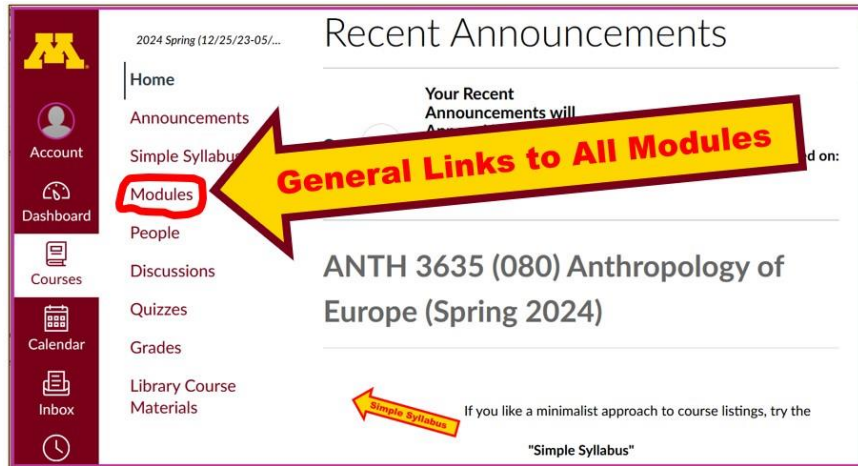 M
Account
Dashboard
Courses
Calendar
Inbox
2024 Spring (12/25/23-05/...
Home
Announcements
Simple Syllabus
Modules
People
Discussions
Quizzes
Grades
Library Course
Materials
Recent Announcements
Your Recent
Announcements will
General Links to All Modules
on:
ANTH 3635 (080) Anthropology of
Europe (Spring 2024)
Simple Syllabus
If you like a minimalist approach to course listings, try the
"Simple Syllabus"